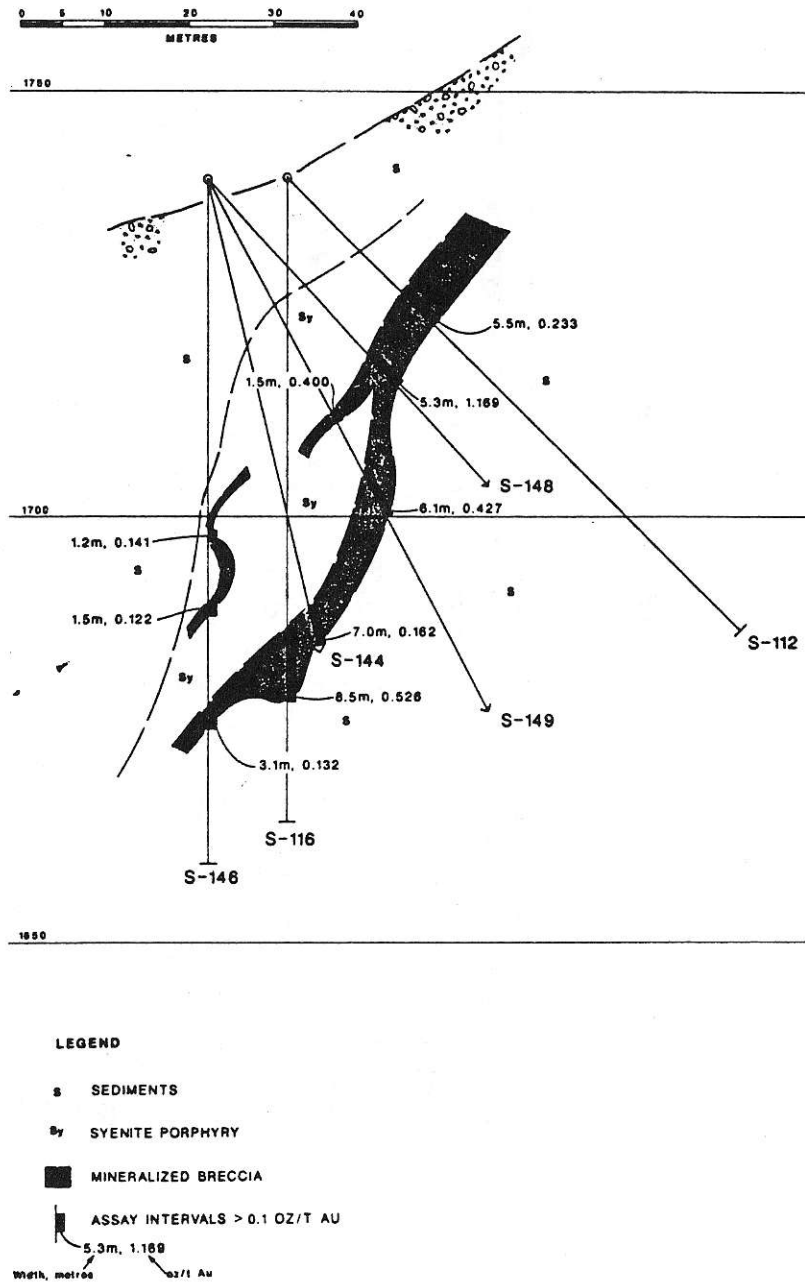 0 5 10 22 30 40
METRES
1750
S
Sy
S
1.5m, 0.400
5.5m, 0.233
S
5.3m, 1.169
S-148
Sy
1700
6.1m, 0.427
1.2m, 0.141
S
S
1.5m, 0.122
7.0m, 0.162
S-112
S-144
Sy
8.5m, 0.526
S
S-149
3.1m, 0.132
S-116
S-146
1650
LEGEND
S SEDIMENTS
Sy SYENITE PORPHYRY
MINERALIZED BRECCIA
ASSAY INTERVALS > 0.1 OZ/T AU
5.3m, 1.169
Width, metres oz/t Au